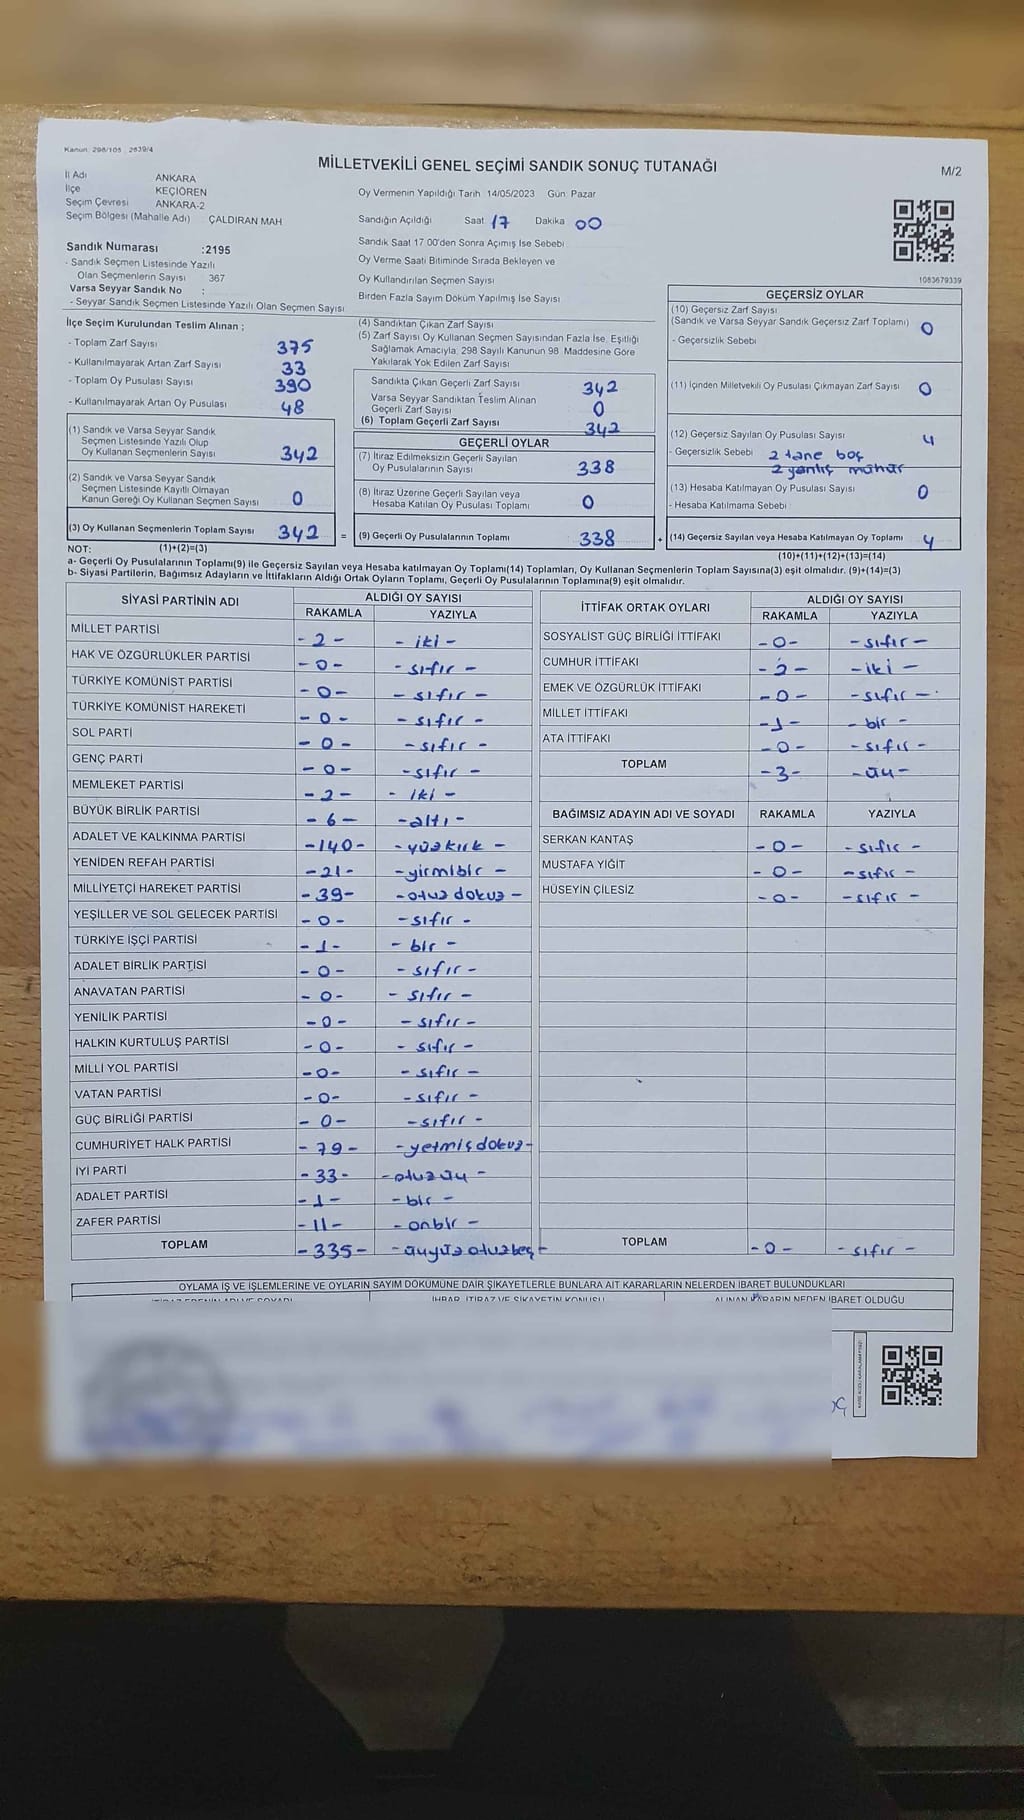 Kanun: 298/105 2839/4
MİLLETVEKİLİ GENEL SEÇİMİ SANDIK SONUÇ TUTANAĞI
M/2
İl Adı ANKARA
İlçe KEÇİÖREN
Seçim Çevresi ANKARA-2
Seçim Bölgesi (Mahalle Adı) : ÇALDIRAN MAH
Oy Vermenin Yapıldığı Tarih 14/05/2023 Gün: Pazar
Sandığın Açıldığı Saat 17 Dakika 00
Sandık Numarası :2195
- Sandık Seçmen Listesinde Yazılı
Olan Seçmenlerin Sayısı 367
Varsa Seyyar Sandık No :
- Seyyar Sandık Seçmen Listesinde Yazılı Olan Seçmen Sayısı
Sandık Saat 17 00'den Sonra Açımış İse Sebebi
Oy Verme Saati Bitiminde Sırada Bekleyen ve
Oy Kullandırılan Seçmen Sayısı
Birden Fazla Sayım Döküm Yapılmış İse Sayısı
1083679339
İlçe Seçim Kurulundan Teslim Alınan ;
- Toplam Zarf Sayısı 375
- Kullanılmayarak Artan Zarf Sayısı 33
- Toplam Oy Pusulası Sayısı 390
- Kullanılmayarak Artan Oy Pusulası 48
(1) Sandık ve Varsa Seyyar Sandık
Seçmen Listesinde Yazılı Olup
Oy Kullanan Seçmenlerin Sayısı 342
(2) Sandık ve Varsa Seyyar Sandık
Seçmen Listesinde Kayıtlı Olmayan
Kanun Gereği Oy Kullanan Seçmen Sayısı 0
(3) Oy Kullanan Seçmenlerin Toplam Sayısı 342 =
(4) Sandıktan Çıkan Zarf Sayısı
(5) Zarf Sayısı Oy Kullanan Seçmen Sayısından Fazla İse, Eşitliği
Sağlamak Amacıyla; 298 Sayılı Kanunun 98 Maddesine Göre
Yakılarak Yok Edilen Zarf Sayısı
Sandıkta Çıkan Geçerli Zarf Sayısı 342
Varsa Seyyar Sandıktan Teslim Alınan
Geçerli Zarf Sayısı 0
(6) Toplam Geçerli Zarf Sayısı 342
GEÇERLİ OYLAR
(7) İtiraz Edilmeksizin Geçerli Sayılan
Oy Pusulalarının Sayısı 338
(8) İtiraz Üzerine Geçerli Sayılan veya
Hesaba Katılan Oy Pusulası Toplamı 0
(9) Geçerli Oy Pusulalarının Toplamı 338 +
GEÇERSİZ OYLAR
(10) Geçersiz Zarf Sayısı
(Sandık ve Varsa Seyyar Sandık Geçersiz Zarf Toplamı) 0
- Geçersizlik Sebebi
(11) İçinden Milletvekili Oy Pusulası Çıkmayan Zarf Sayısı 0
(12) Geçersiz Sayılan Oy Pusulası Sayısı 4
- Geçersizlik Sebebi 2 tane boş
2 yanlış mühür
(13) Hesaba Katılmayan Oy Pusulası Sayısı 0
- Hesaba Katılmama Sebebi
(14) Geçersiz Sayılan veya Hesaba Katılmayan Oy Toplamı 4
NOT: (1)+(2)=(3)
(10)+(11)+(12)+(13)=(14)
a- Geçerli Oy Pusulalarının Toplamı(9) ile Geçersiz Sayılan veya Hesaba katılmayan Oy Toplamı(14) Toplamları, Oy Kullanan Seçmenlerin Toplam Sayısına(3) eşit olmalıdır. (9)+(14)=(3)
b- Siyasi Partilerin, Bağımsız Adayların ve İttifakların Aldığı Ortak Oyların Toplamı, Geçerli Oy Pusulalarının Toplamına(9) eşit olmalıdır.
SİYASİ PARTİNİN ADI ALDIĞI OY SAYISI
RAKAMLA YAZIYLA
MİLLET PARTİSİ - 2 - - iki -
HAK VE ÖZGÜRLÜKLER PARTİSİ - 0 - - sıfır -
TÜRKİYE KOMÜNİST PARTİSİ - 0 - - sıfır -
TÜRKİYE KOMÜNİST HAREKETİ - 0 - - sıfır -
SOL PARTİ - 0 - - sıfır -
GENÇ PARTİ - 0 - - sıfır -
MEMLEKET PARTİSİ - 2 - - iki -
BÜYÜK BİRLİK PARTİSİ - 6 - - altı -
ADALET VE KALKINMA PARTİSİ - 140 - - yüzkırk -
YENİDEN REFAH PARTİSİ - 21 - - yirmibir -
MİLLİYETÇİ HAREKET PARTİSİ - 39 - - otuzdokuz -
YEŞİLLER VE SOL GELECEK PARTİSİ - 0 - - sıfır -
TÜRKİYE İŞÇİ PARTİSİ - 1 - - bir -
ADALET BİRLİK PARTİSİ - 0 - - sıfır -
ANAVATAN PARTİSİ - 0 - - sıfır -
YENİLİK PARTİSİ - 0 - - sıfır -
HALKIN KURTULUŞ PARTİSİ - 0 - - sıfır -
MİLLİ YOL PARTİSİ - 0 - - sıfır -
VATAN PARTİSİ - 0 - - sıfır -
GÜÇ BİRLİĞİ PARTİSİ - 0 - - sıfır -
CUMHURİYET HALK PARTİSİ - 79 - - yetmişdokuz -
İYİ PARTİ - 33 - - otuzüç -
ADALET PARTİSİ - 1 - - bir -
ZAFER PARTİSİ - 11 - - onbir -
TOPLAM - 335 - - üçyüzotuzbeş -
İTTİFAK ORTAK OYLARI ALDIĞI OY SAYISI
RAKAMLA YAZIYLA
SOSYALİST GÜÇ BİRLİĞİ İTTİFAKI - 0 - - sıfır -
CUMHUR İTTİFAKI - 2 - - iki -
EMEK VE ÖZGÜRLÜK İTTİFAKI - 0 - - sıfır -
MİLLET İTTİFAKI - 1 - - bir -
ATA İTTİFAKI - 0 - - sıfır -
TOPLAM - 3 - - üç -
BAĞIMSIZ ADAYIN ADI VE SOYADI RAKAMLA YAZIYLA
SERKAN KANTAŞ - 0 - - sıfır -
MUSTAFA YİĞİT - 0 - - sıfır -
HÜSEYİN ÇİLESİZ - 0 - - sıfır -
TOPLAM - 0 - - sıfır -
OYLAMA İŞ VE İŞLEMLERİNE VE OYLARIN SAYIM DÖKÜMÜNE DAİR ŞİKAYETLERLE BUNLARA AİT KARARLARIN NELERDEN İBARET BULUNDUKLARI
İTİRAZ EDENİN ADI VE SOYADI İHBAR, İTİRAZ VE ŞİKAYETİN KONUSU ALINAN KARARIN NEDEN İBARET OLDUĞU